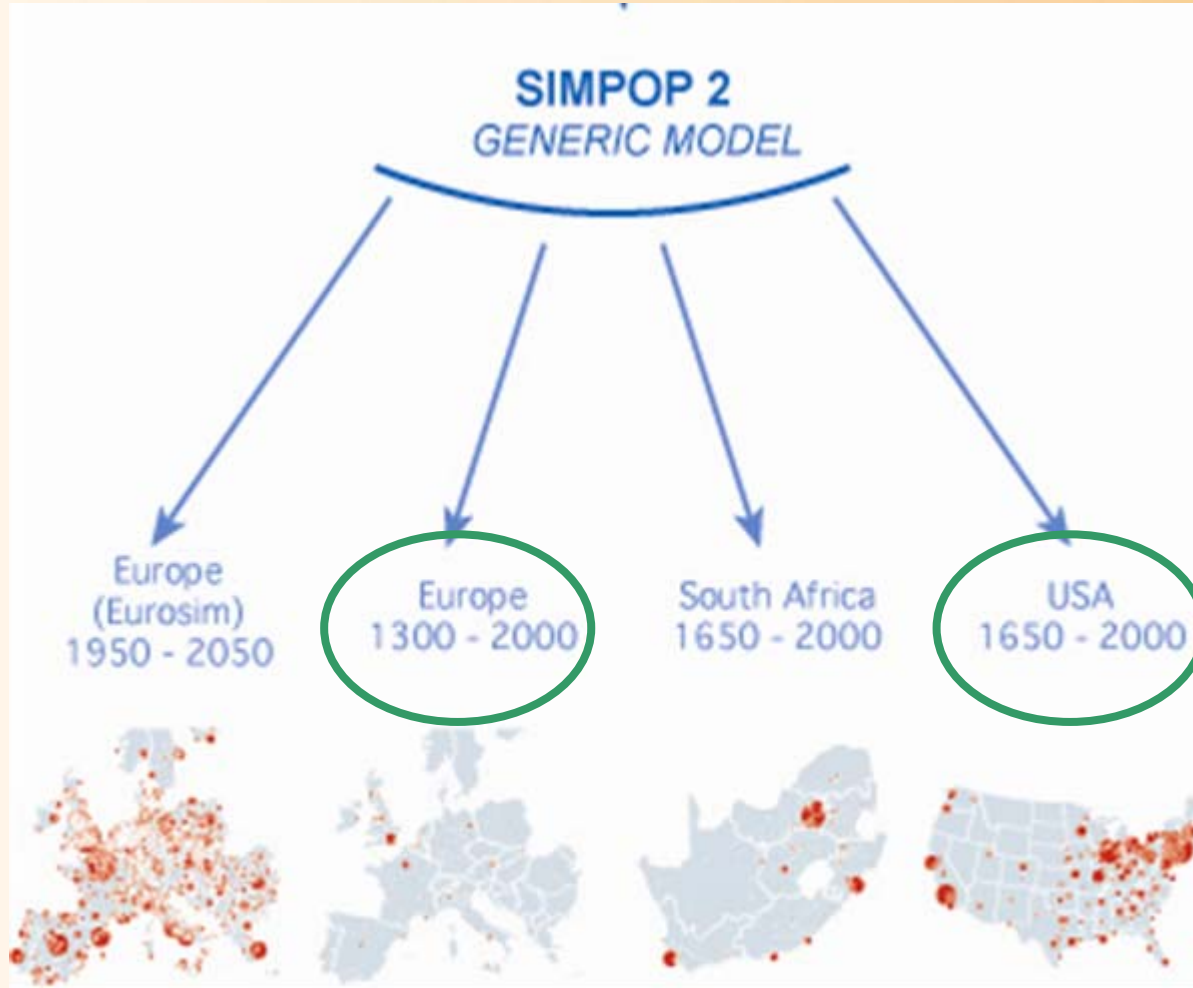 SIMPOP 2
GENERIC MODEL
Europe
(Eurosim)
1950 - 2050
Europe
1300 - 2000
South Africa
1650 - 2000
USA
1650 - 2000